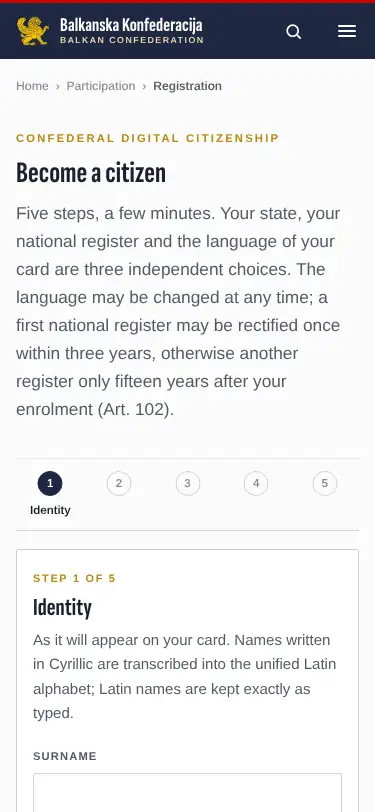 Balkanska Konfederacija
BALKAN CONFEDERATION
Home › Participation › Registration
CONFEDERAL DIGITAL CITIZENSHIP
Become a citizen
Five steps, a few minutes. Your state, your
national register and the language of your
card are three independent choices. The
language may be changed at any time; a
first national register may be rectified once
within three years, otherwise another
register only fifteen years after your
enrolment (Art. 102).
1 2 3 4 5
Identity
STEP 1 OF 5
Identity
As it will appear on your card. Names written
in Cyrillic are transcribed into the unified Latin
alphabet; Latin names are kept exactly as
typed.
SURNAME